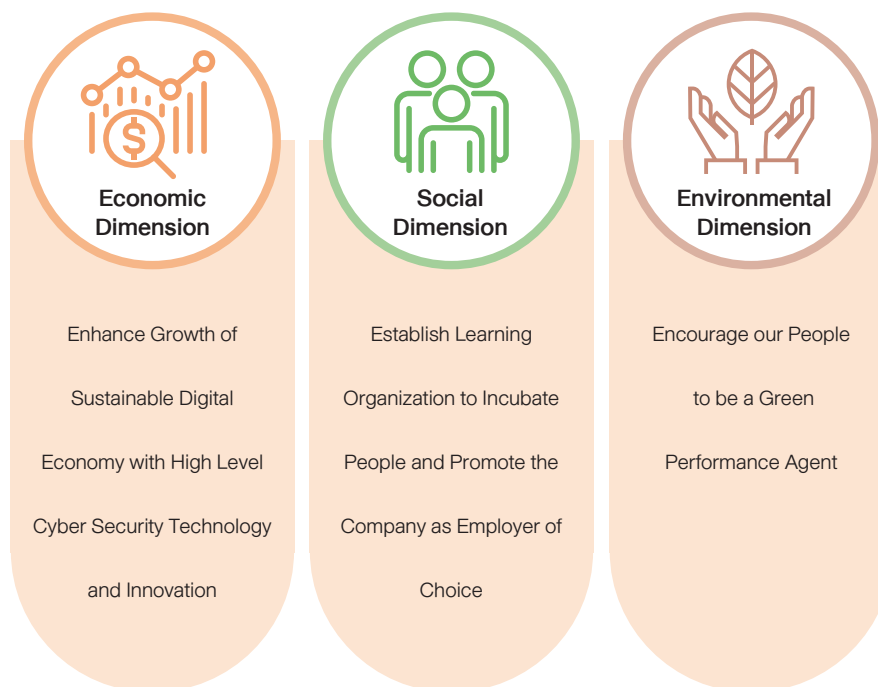 Economic
Dimension
Enhance Growth of
Sustainable Digital
Economy with High Level
Cyber Security Technology
and Innovation
Social
Dimension
Establish Learning
Organization to Incubate
People and Promote the
Company as Employer of
Choice
Environmental
Dimension
Encourage our People
to be a Green
Performance Agent